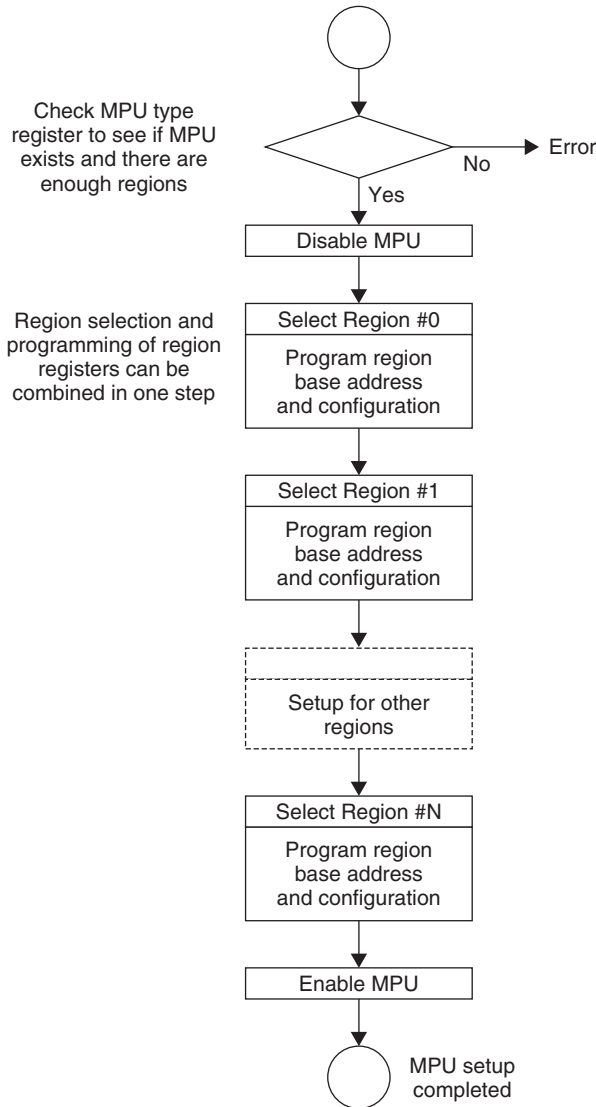 Check MPU type
register to see if MPU
exists and there are
enough regions
No
Error
Yes
Disable MPU
Region selection and
programming of region
registers can be
combined in one step
Select Region #0
Program region
base address
and configuration
Select Region #1
Program region
base address
and configuration
Setup for other
regions
Select Region #N
Program region
base address
and configuration
Enable MPU
MPU setup
completed